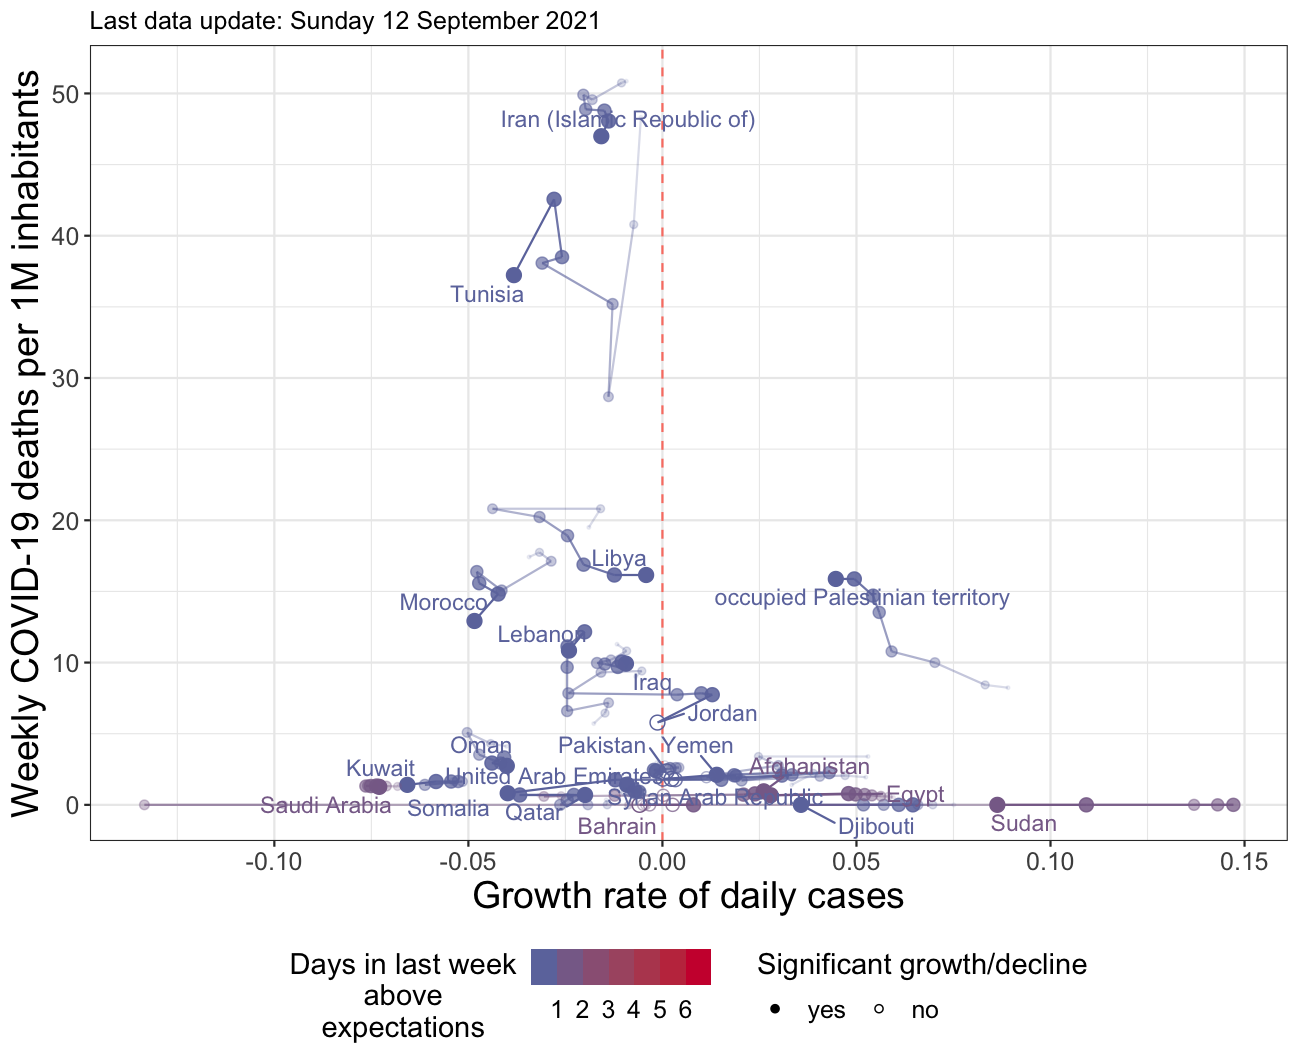 Last data update: Sunday 12 September 2021
Weekly COVID-19 deaths per 1M inhabitants
50
40
30
20
10
0
Iran (Islamic Republic of)
Tunisia
Libya
Morocco
occupied Palestinian territory
Lebanon
Iraq
Jordan
Oman
Pakistan
Yemen
Kuwait
United Arab Emirates
Afghanistan
Saudi Arabia
Somalia
Qatar
Syrian Arab Republic
Egypt
Bahrain
Djibouti
Sudan
-0.10
-0.05
0.00
0.05
0.10
0.15
Growth rate of daily cases
Days in last week
above
expectations
1 2 3 4 5 6
Significant growth/decline
yes
no